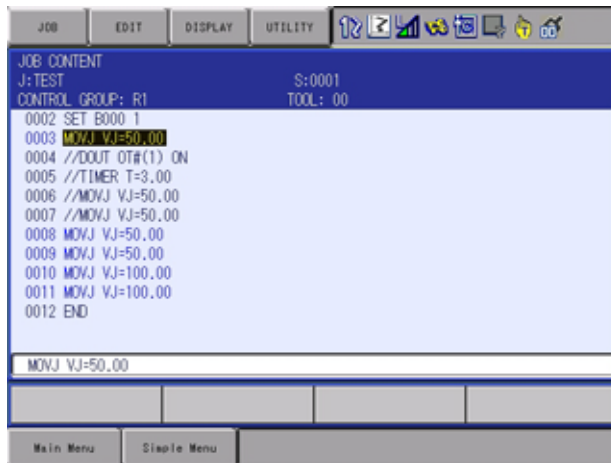 JOB EDIT DISPLAY UTILITY
JOB CONTENT
J:TEST S:0001
CONTROL GROUP: R1 TOOL: 00
0002 SET B000 1
0003 MOVJ VJ=50.00
0004 //DOUT OT#(1) ON
0005 //TIMER T=3.00
0006 //MOVJ VJ=50.00
0007 //MOVJ VJ=50.00
0008 MOVJ VJ=50.00
0009 MOVJ VJ=50.00
0010 MOVJ VJ=100.00
0011 MOVJ VJ=100.00
0012 END
MOVJ VJ=50.00
Main Menu Simple Menu